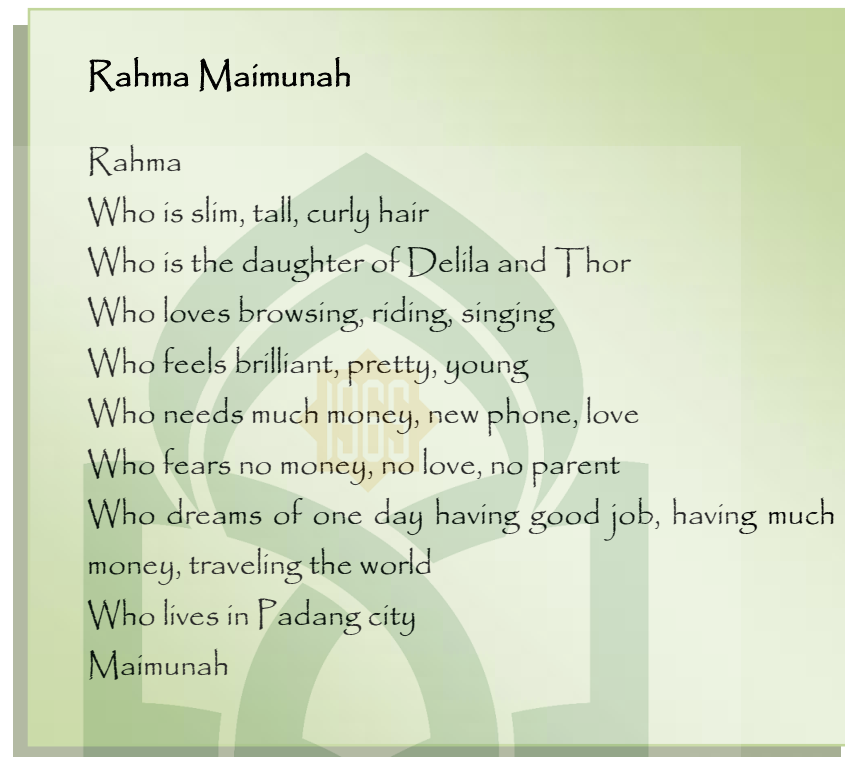 Rahma Maimunah
Rahma
Who is slim, tall, curly hair
Who is the daughter of Delila and Thor
Who loves browsing, riding, singing
Who feels brilliant, pretty, young
Who needs much money, new phone, love
Who fears no money, no love, no parent
Who dreams of one day having good job, having much
money, traveling the world
Who lives in Padang city
Maimunah
1969